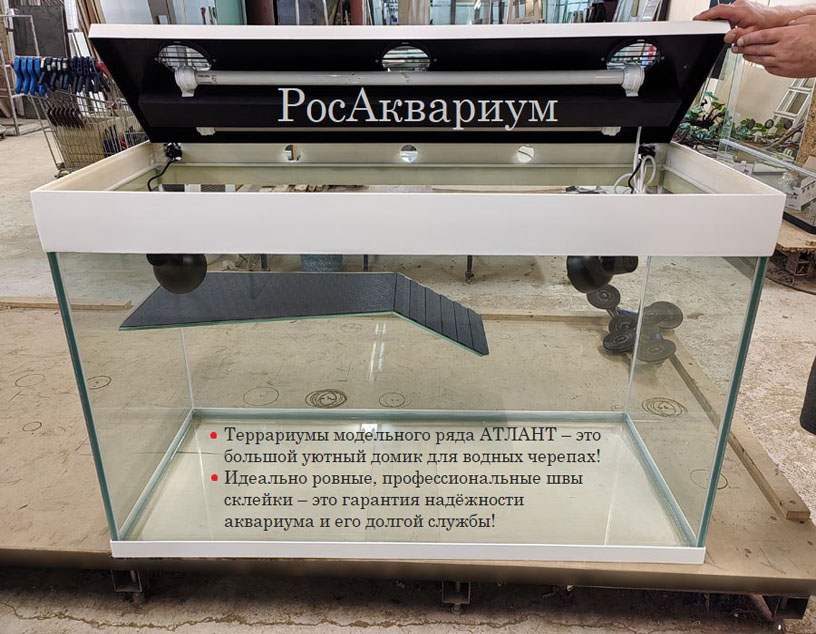 РосАквариум
• Террариумы модельного ряда АТЛАНТ – это
большой уютный домик для водных черепах!
• Идеально ровные, профессиональные швы
склейки – это гарантия надёжности
аквариума и его долгой службы!